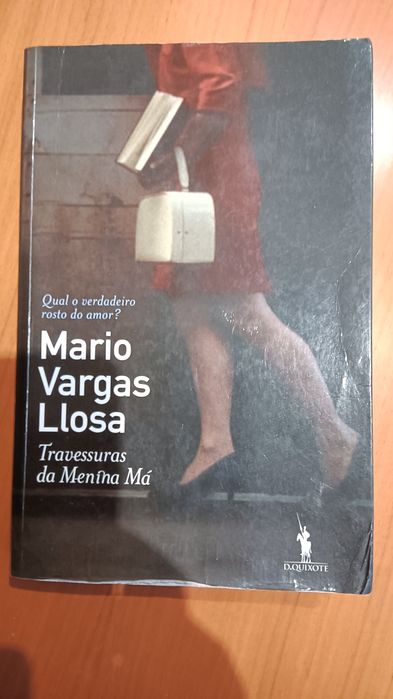 Qual o verdadeiro
rosto do amor?
Mario
Vargas
Llosa
Travessuras
da Menina Má
D.QUIXOTE